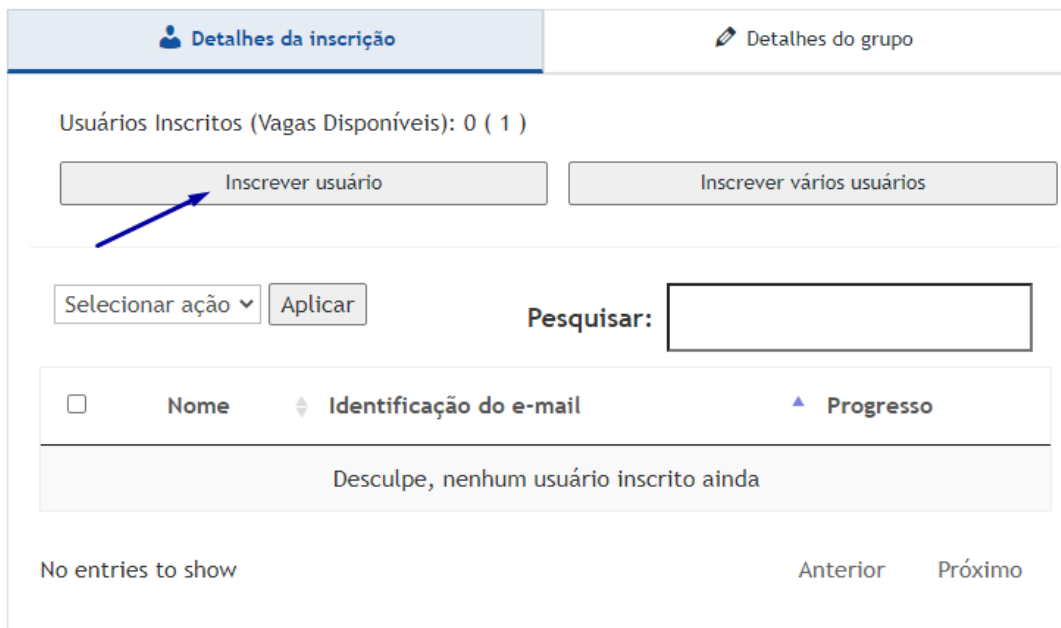 Detalhes da inscrição Detalhes do grupo
Usuários Inscritos (Vagas Disponíveis): 0 ( 1 )
Inscrever usuário Inscrever vários usuários
Selecionar ação Aplicar Pesquisar:
Nome Identificação do e-mail Progresso
Desculpe, nenhum usuário inscrito ainda
No entries to show Anterior Próximo